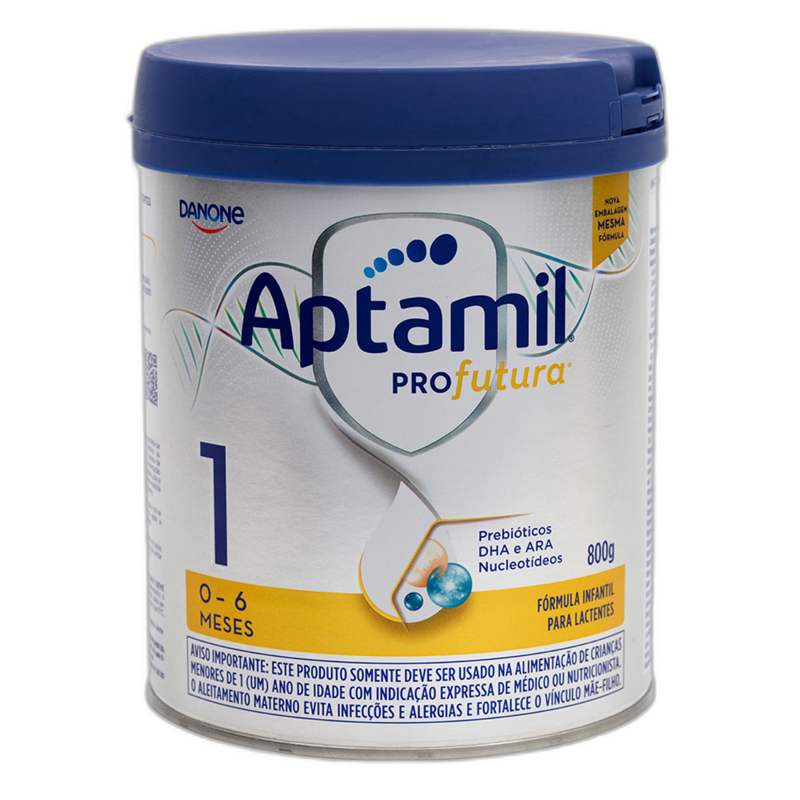 DANONE
NOVA
EMBALAGEM
MESMA
FÓRMULA
Aptamil®
PROfutura®
1
Prebióticos
DHA e ARA
Nucleotídeos
800g
0 - 6
MESES
FÓRMULA INFANTIL
PARA LACTENTES
AVISO IMPORTANTE: ESTE PRODUTO SOMENTE DEVE SER USADO NA ALIMENTAÇÃO DE CRIANÇAS
MENORES DE 1 (UM) ANO DE IDADE COM INDICAÇÃO EXPRESSA DE MÉDICO OU NUTRICIONISTA.
O ALEITAMENTO MATERNO EVITA INFECÇÕES E ALERGIAS E FORTALECE O VÍNCULO MÃE-FILHO.